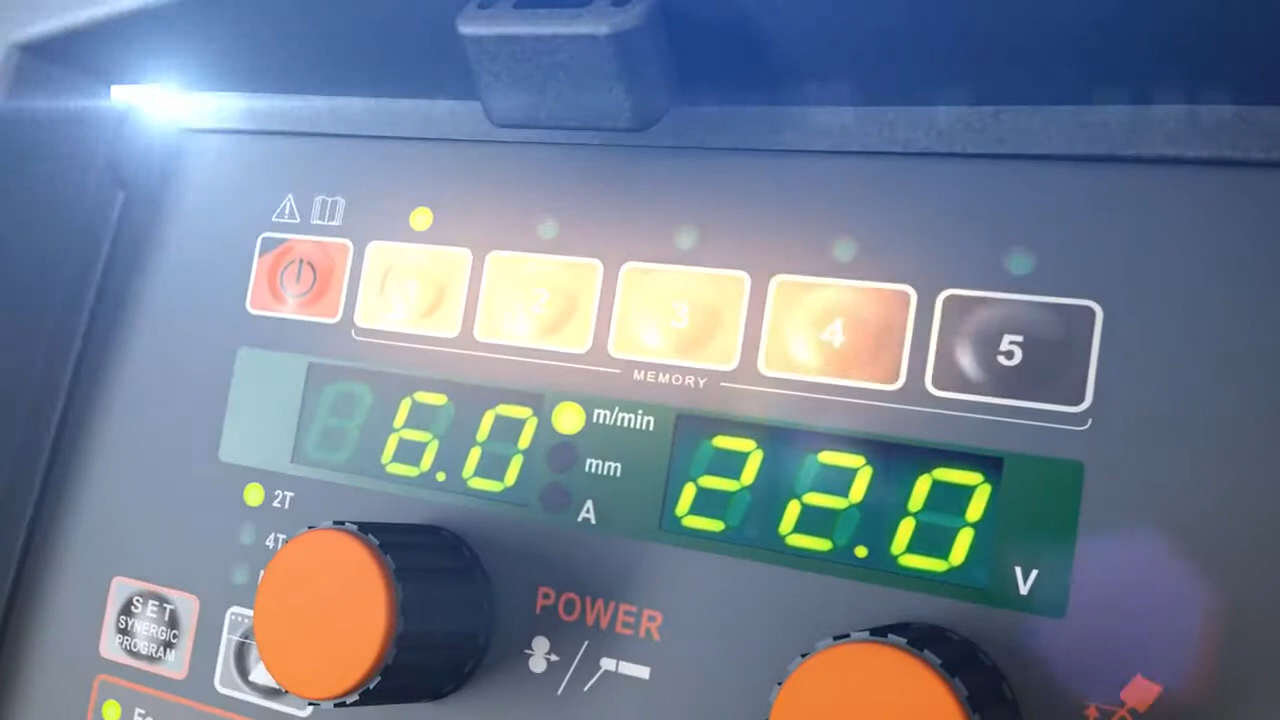 1 2 3 4 5
MEMORY
6.0 m/min 22.0
mm
A
V
2T
4T
POWER
SET
SYNERGIC
PROGRAM